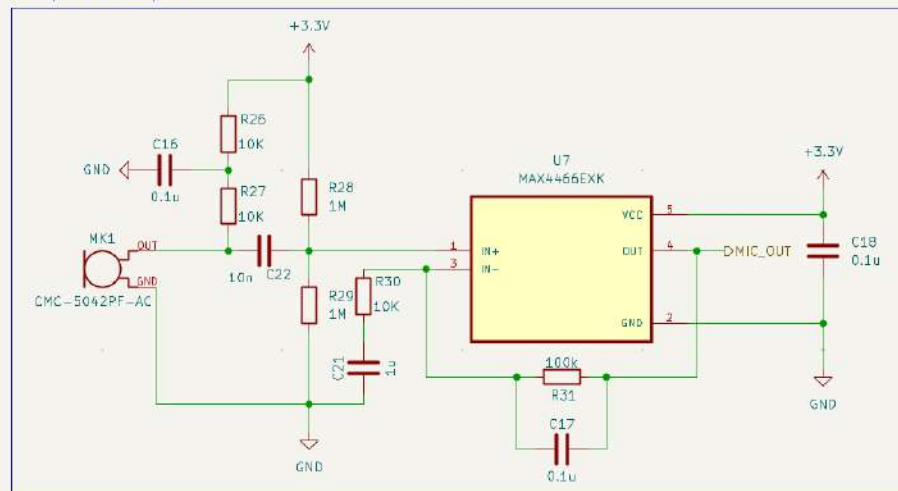 +3.3V
R26
10K
C16
GND
0.1u
R27
10K
R28
1M
MK1
OUT
GND
CMC-5042PF-AC
10n
C22
R29
1M
R30
10K
C21
1u
GND
U7
MAX4466EXK
VCC
5
1
IN+
3
IN-
OUT
4
DMIC_OUT
GND
2
100k
R31
C17
0.1u
+3.3V
C18
0.1u
GND